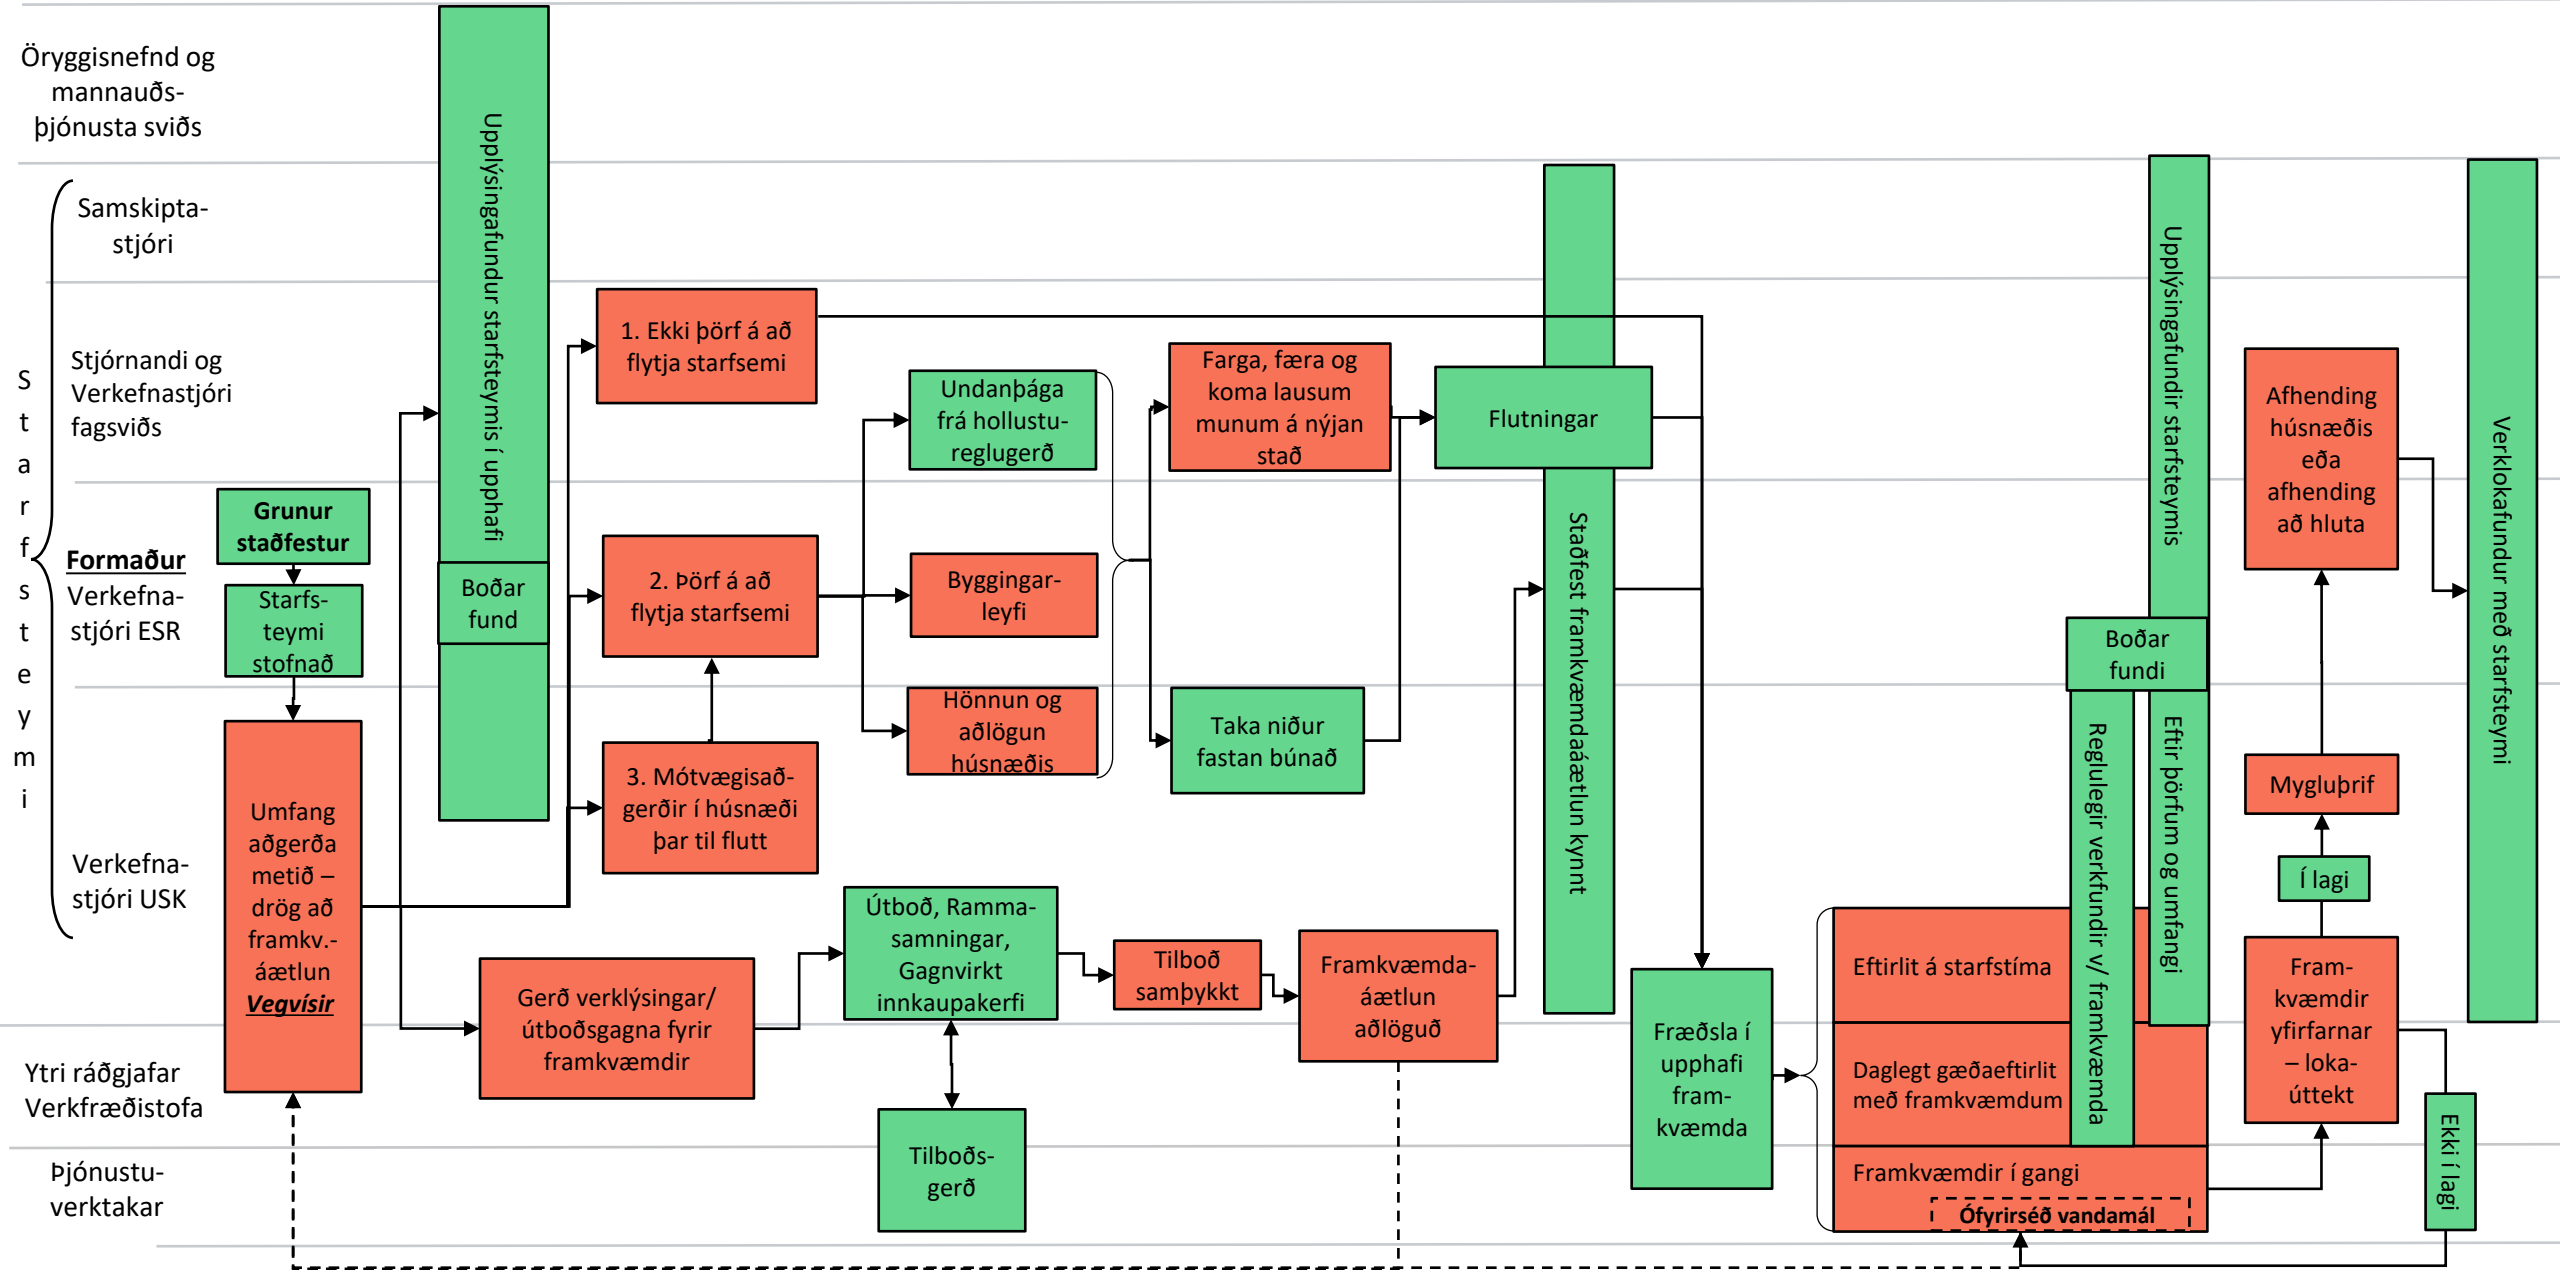 Öryggisnefnd og
mannauðs-
þjónusta sviðs
Starfsteymi
Samskipta-
stjóri
Stjórnandi og
Verkefnastjóri
fagsviðs
Formaður
Verkefna-
stjóri ESR
Verkefna-
stjóri USK
Ytri ráðgjafar
Verkfræðistofa
Þjónustu-
verktakar
Grunur
staðfestur
Starfs-
teymi
stofnað
Umfang
aðgerða
metið –
drög að
framkv.-
áætlun
Vegvísir
Upplýsingafundur starfsteymis í upphafi
Boðar
fund
1. Ekki þörf á að
flytja starfsemi
2. Þörf á að
flytja starfsemi
3. Mótvægisað-
gerðir í húsnæði
þar til flutt
Gerð verklýsingar/
útboðsgagna fyrir
framkvæmdir
Undanþága
frá hollustu-
reglugerð
Byggingar-
leyfi
Hönnun og
aðlögun
húsnæðis
Útboð, Ramma-
samningar,
Gagnvirkt
innkaupakerfi
Tilboðs-
gerð
Farga, færa og
koma lausum
munum á nýjan
stað
Taka niður
fastan búnað
Tilboð
samþykkt
Framkvæmda-
áætlun
aðlöguð
Flutningar
Staðfest framkvæmdaáætlun kynnt
Fræðsla í
upphafi
fram-
kvæmda
Eftirlit á starfstíma
Daglegt gæðaeftirlit
með framkvæmdum
Framkvæmdir í gangi
Ófyrirséð vandamál
Upplýsingafundir starfsteymis
Boðar
fundi
Reglulegir verkfundir v/ framkvæmda
Eftir þörfum og umfangi
Afhending
húsnæðis
eða
afhending
að hluta
Mygluþrif
Í lagi
Fram-
kvæmdir
yfirfarnar
– loka-
úttekt
Ekki í lagi
Verklokafundur með starfsteymi